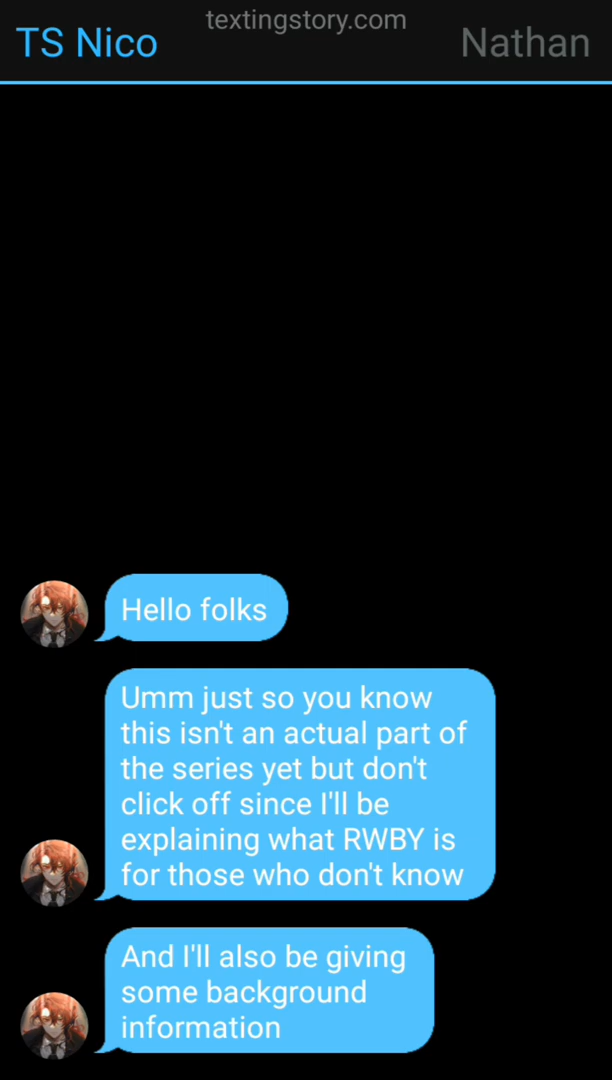 textingstory.com
TS Nico
Nathan
Hello folks
Umm just so you know
this isn't an actual part of
the series yet but don't
click off since I'll be
explaining what RWBY is
for those who don't know
And I'll also be giving
some background
information